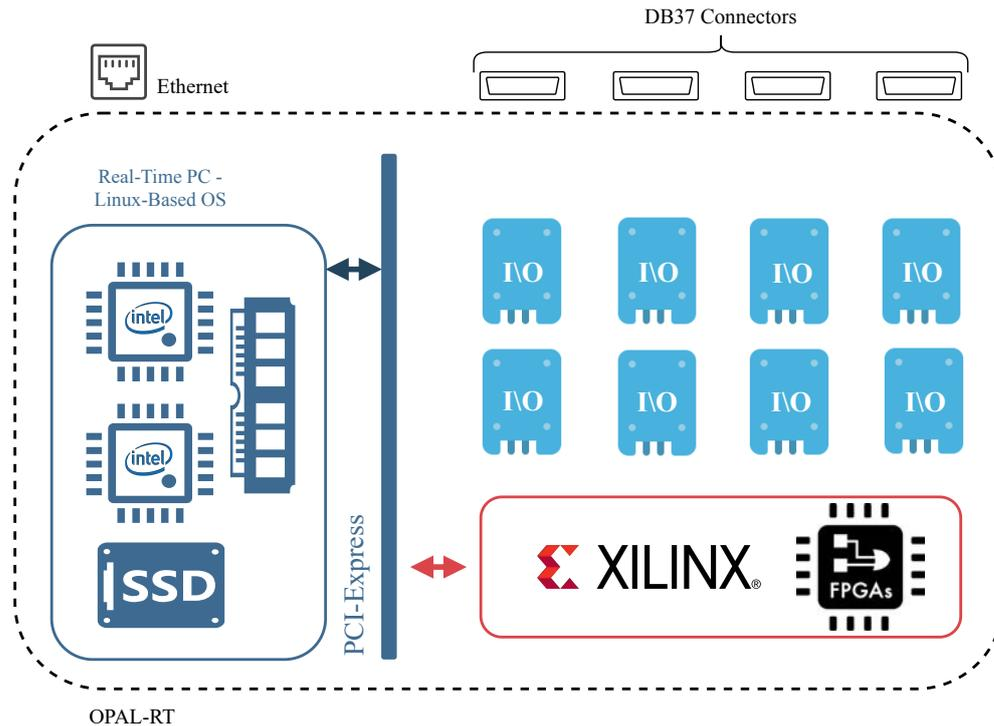 DB37 Connectors
Ethernet
Real-Time PC -
Linux-Based OS
I\O
I\O
I\O
I\O
intel
I\O
I\O
I\O
I\O
intel
PCI-Express
XILINX®
FPGAs
SSD
OPAL-RT